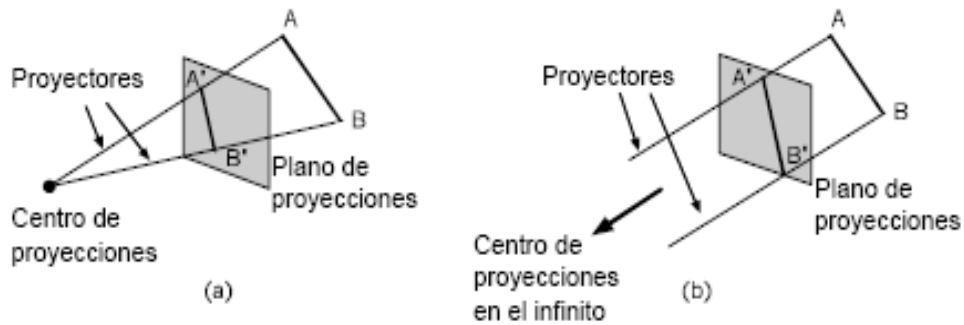 A
Proyectores
A'
B
B'
Plano de
proyecciones
Centro de
proyecciones
(a)
A
Proyectores
A'
B
B'
Plano de
proyecciones
Centro de
proyecciones
en el infinito
(b)